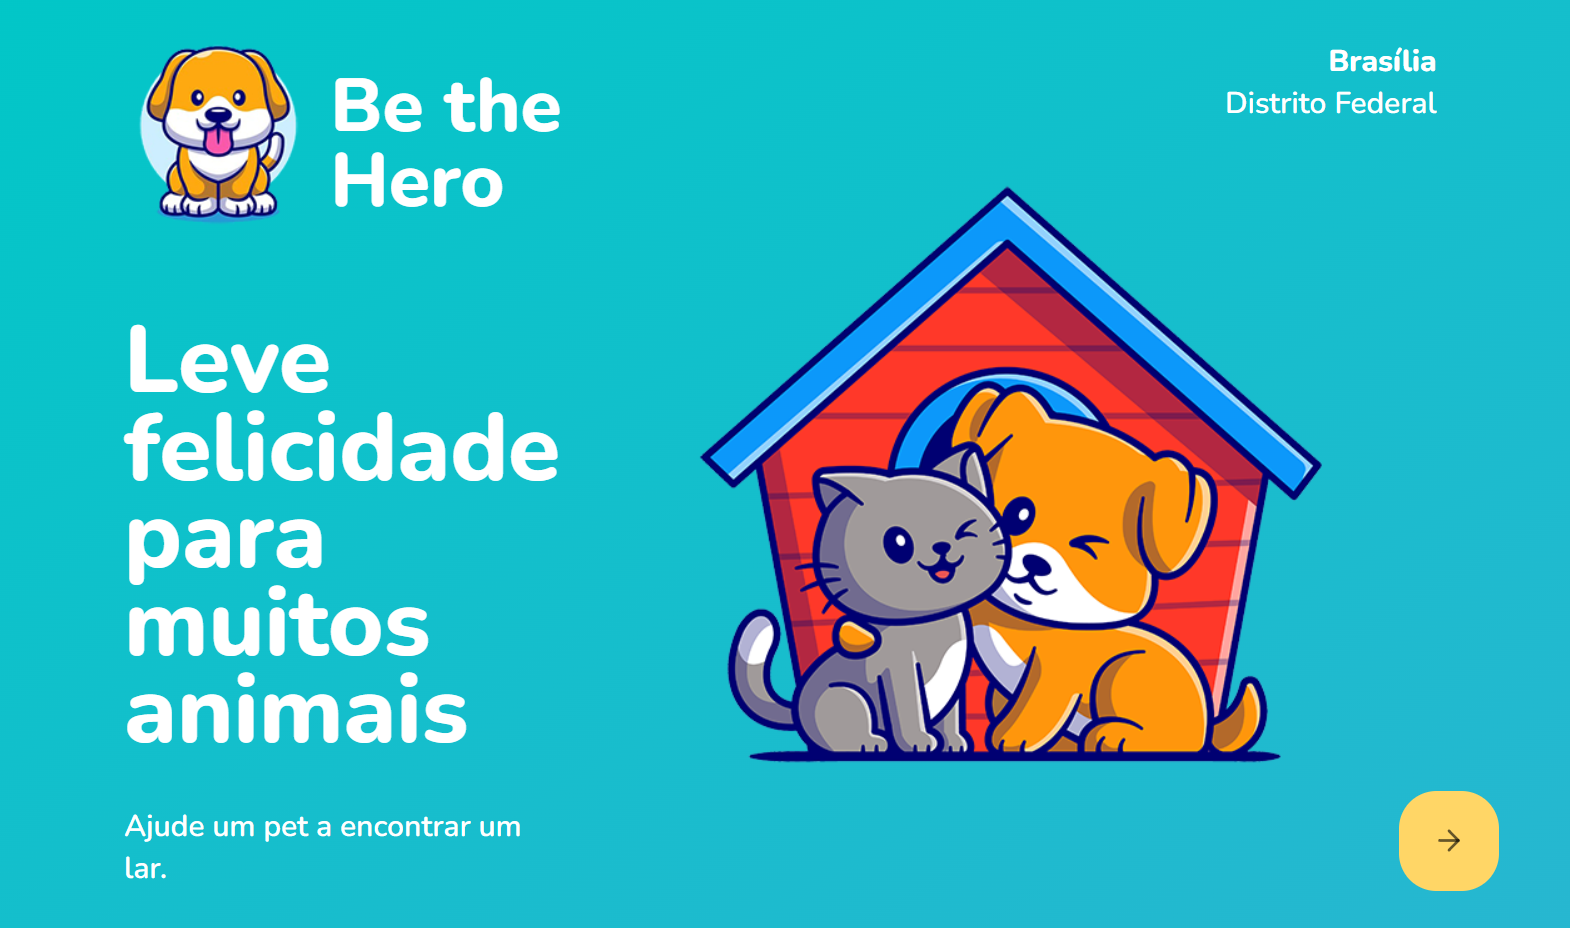 Be the
Hero
Brasília
Distrito Federal
Leve
felicidade
para
muitos
animais
Ajude um pet a encontrar um
lar.